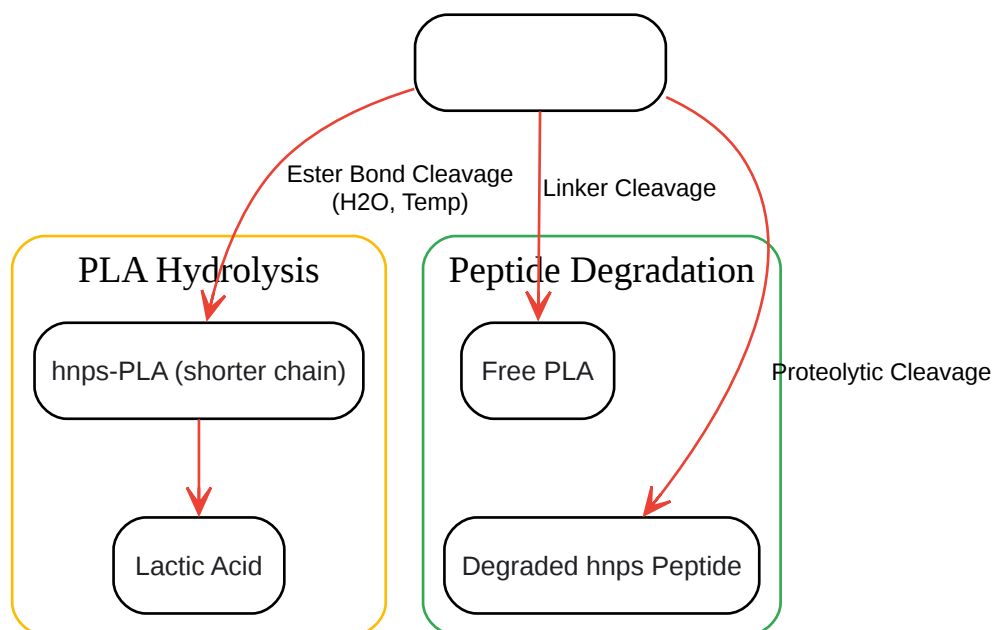 Ester Bond Cleavage
(H2O, Temp)
Linker Cleavage
PLA Hydrolysis
Peptide Degradation
hnps-PLA (shorter chain)
Free PLA
Proteolytic Cleavage
Lactic Acid
Degraded hnps Peptide